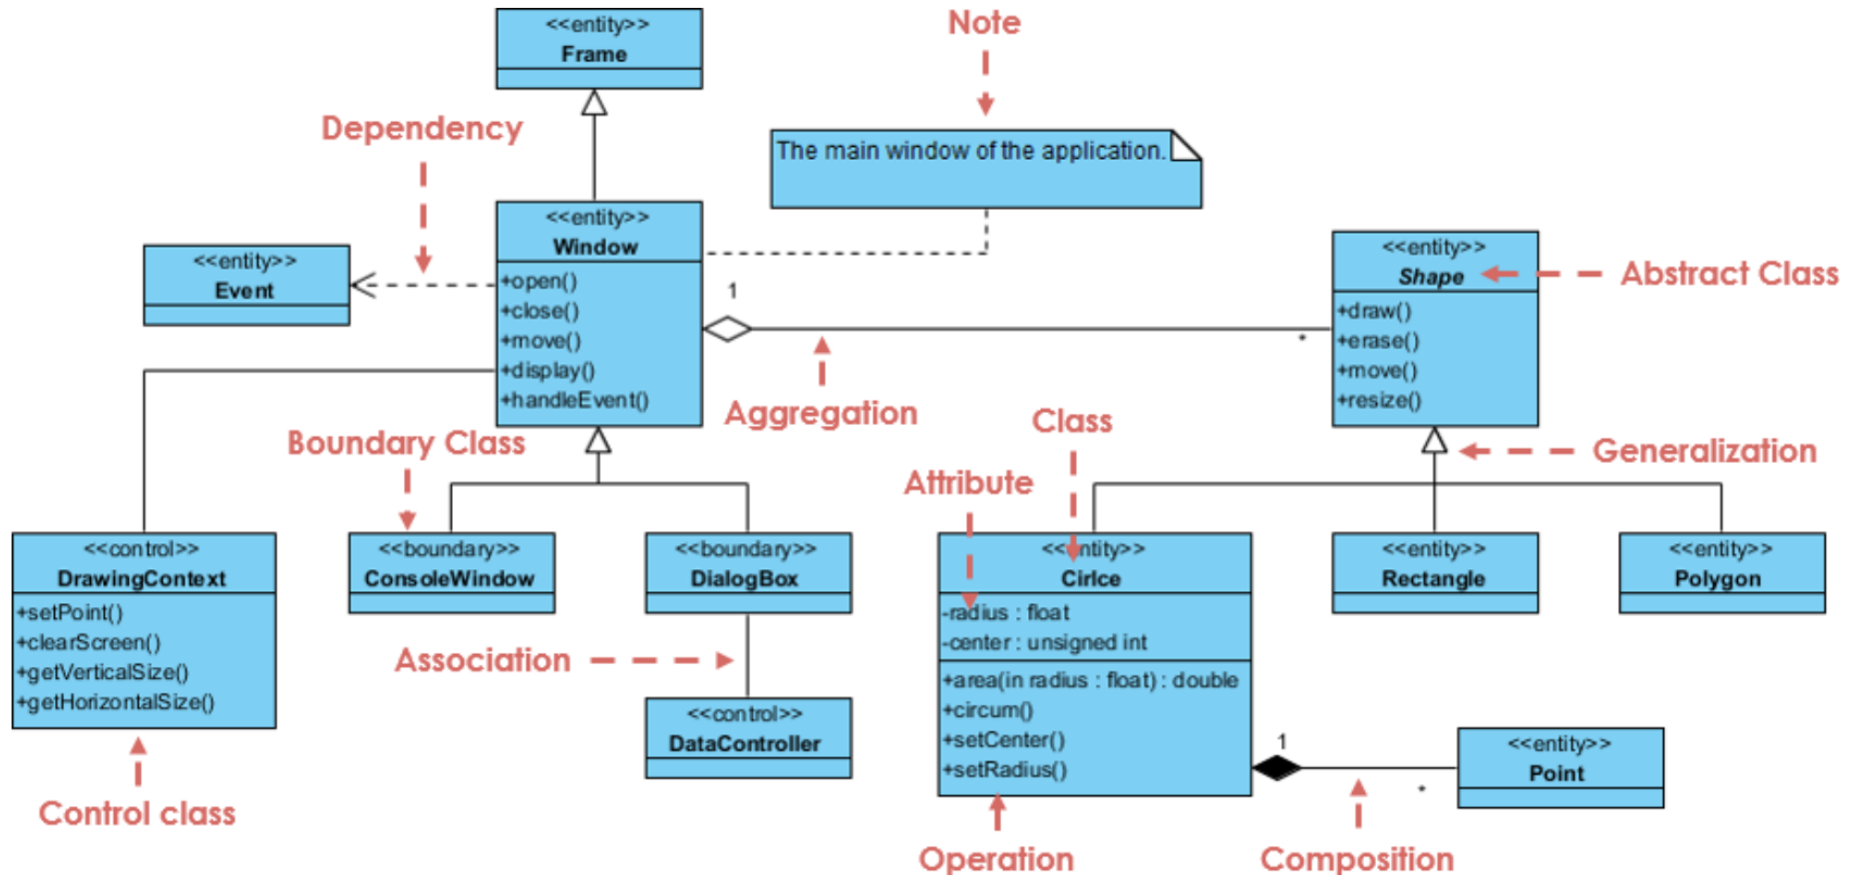 <<entity>>
Frame
Note
Dependency
The main window of the application.
<<entity>>
Window
+open()
+close()
+move()
+display()
+handleEvent()
<<entity>>
Event
1
*
Aggregation
<<entity>>
Shape
+draw()
+erase()
+move()
+resize()
Abstract Class
Generalization
Boundary Class
Class
Attribute
<<control>>
DrawingContext
+setPoint()
+clearScreen()
+getVerticalSize()
+getHorizontalSize()
Control class
<<boundary>>
ConsoleWindow
<<boundary>>
DialogBox
Association
<<control>>
DataController
<<entity>>
Cirlce
-radius : float
-center : unsigned int
+area(in radius : float) : double
+circum()
+setCenter()
+setRadius()
Operation
<<entity>>
Rectangle
<<entity>>
Polygon
1
*
<<entity>>
Point
Composition